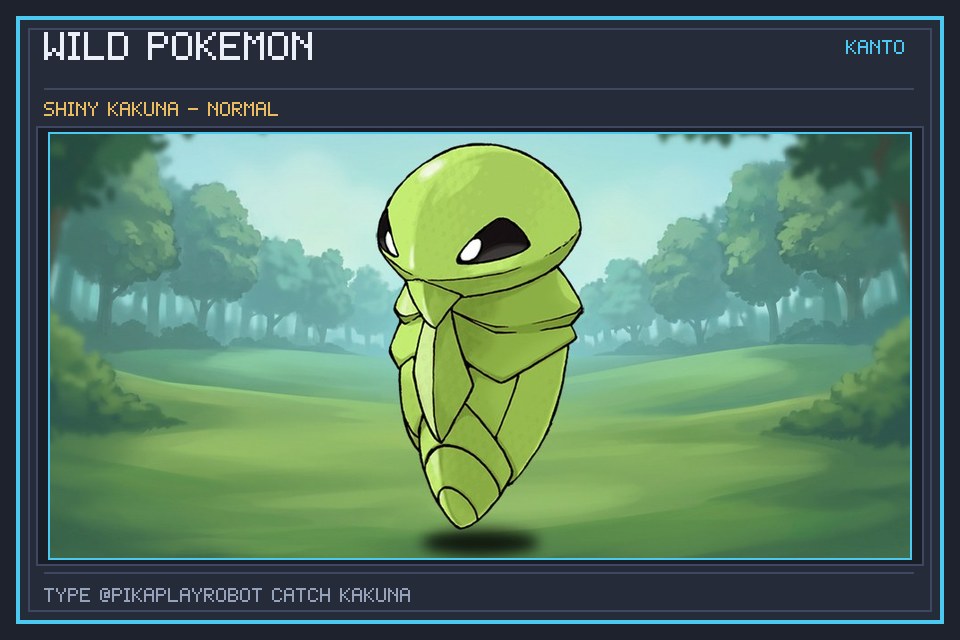 WILD POKEMON
KANTO
SHINY KAKUNA - NORMAL
TYPE @PIKAPLAYROBOT CATCH KAKUNA